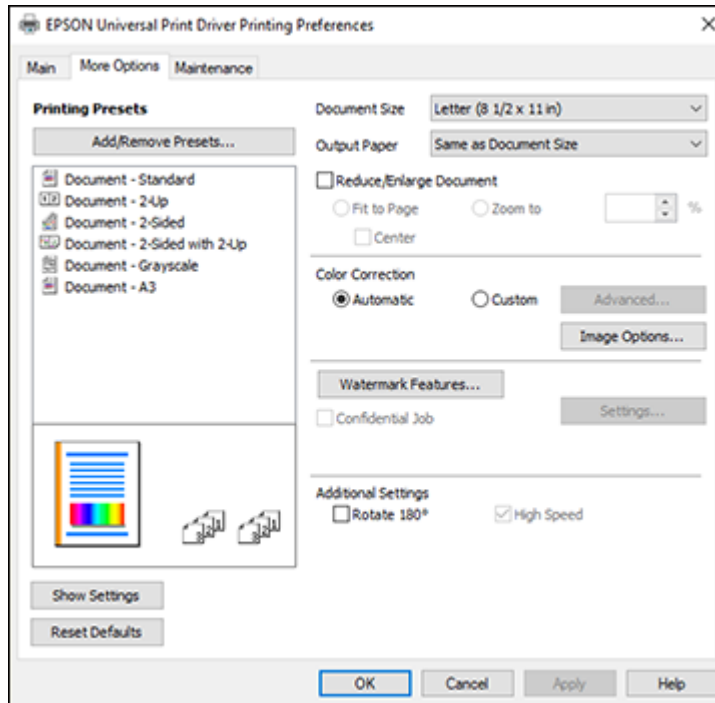 EPSON Universal Print Driver Printing Preferences
Main More Options Maintenance
Printing Presets
Add/Remove Presets...
Document - Standard
Document - 2-Up
Document - 2-Sided
Document - 2-Sided with 2-Up
Document - Grayscale
Document - A3
Show Settings
Reset Defaults
Document Size Letter (8 1/2 x 11 in)
Output Paper Same as Document Size
Reduce/Enlarge Document
Fit to Page Zoom to %
Center
Color Correction
Automatic Custom Advanced...
Image Options...
Watermark Features...
Confidential Job Settings...
Additional Settings
Rotate 180° High Speed
OK Cancel Apply Help